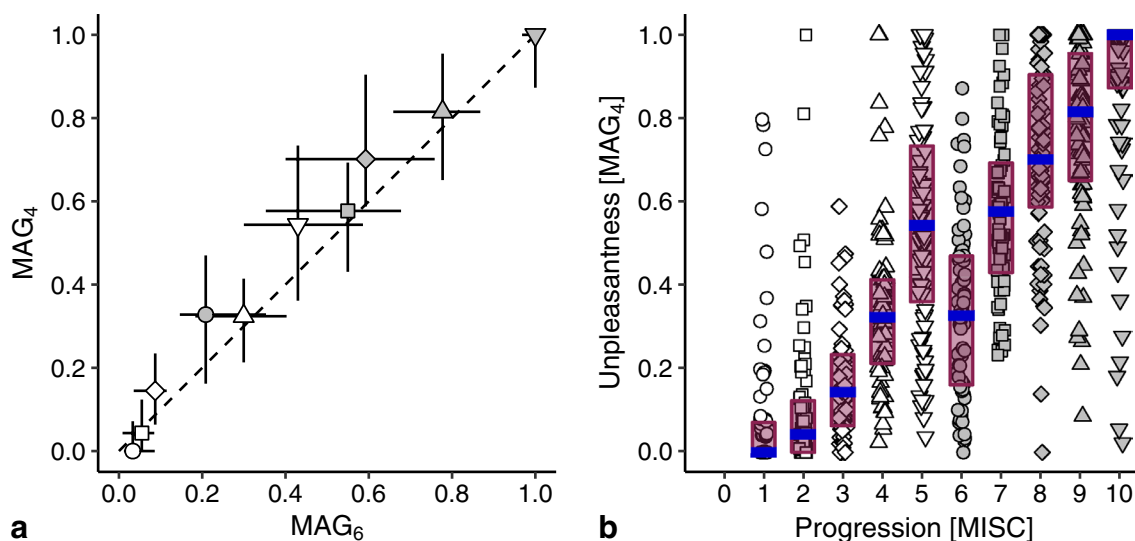 1.0
0.8
0.6
0.4
0.2
0.0
MAG₄
0.0 0.2 0.4 0.6 0.8 1.0
MAG₆
a
1.0
0.8
0.6
0.4
0.2
0.0
Unpleasantness [MAG₄]
0 1 2 3 4 5 6 7 8 9 10
Progression [MISC]
b